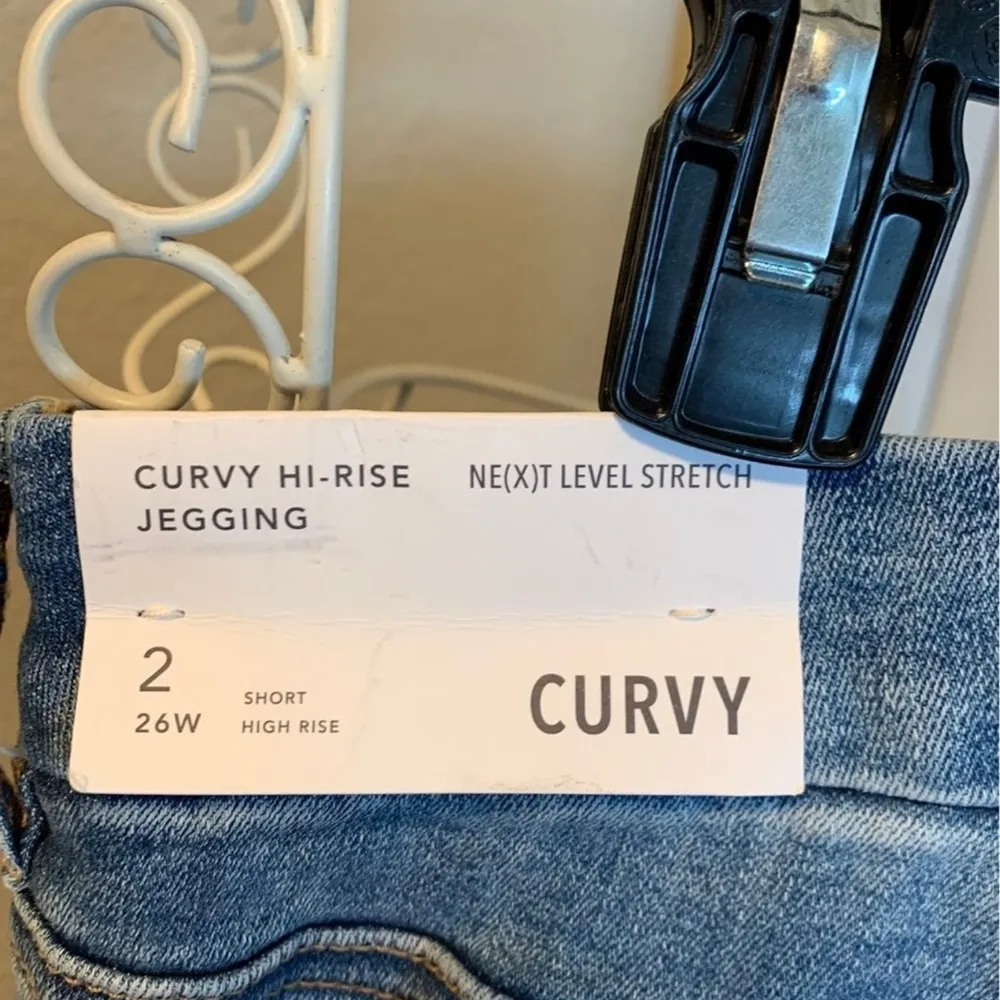 CURVY HI-RISE
JEGGING
NE(X)T LEVEL STRETCH
2
26W
SHORT
HIGH RISE
CURVY